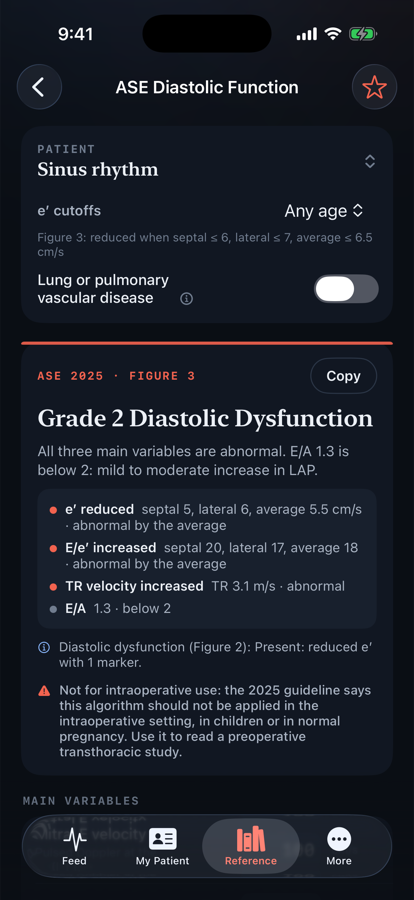 9:41
ASE Diastolic Function
PATIENT
Sinus rhythm
e′ cutoffs
Any age
Figure 3: reduced when septal ≤ 6, lateral ≤ 7, average ≤ 6.5
cm/s
Lung or pulmonary
vascular disease
ASE 2025 · FIGURE 3
Copy
Grade 2 Diastolic Dysfunction
All three main variables are abnormal. E/A 1.3 is
below 2: mild to moderate increase in LAP.
e′ reduced septal 5, lateral 6, average 5.5 cm/s
· abnormal by the average
E/e′ increased septal 20, lateral 17, average 18
· abnormal by the average
TR velocity increased TR 3.1 m/s · abnormal
E/A 1.3 · below 2
Diastolic dysfunction (Figure 2): Present: reduced e′
with 1 marker.
Not for intraoperative use: the 2025 guideline says
this algorithm should not be applied in the
intraoperative setting, in children or in normal
pregnancy. Use it to read a preoperative
transthoracic study.
MAIN VARIABLES
Mitral E velocity
Feed
My Patient
Reference
More